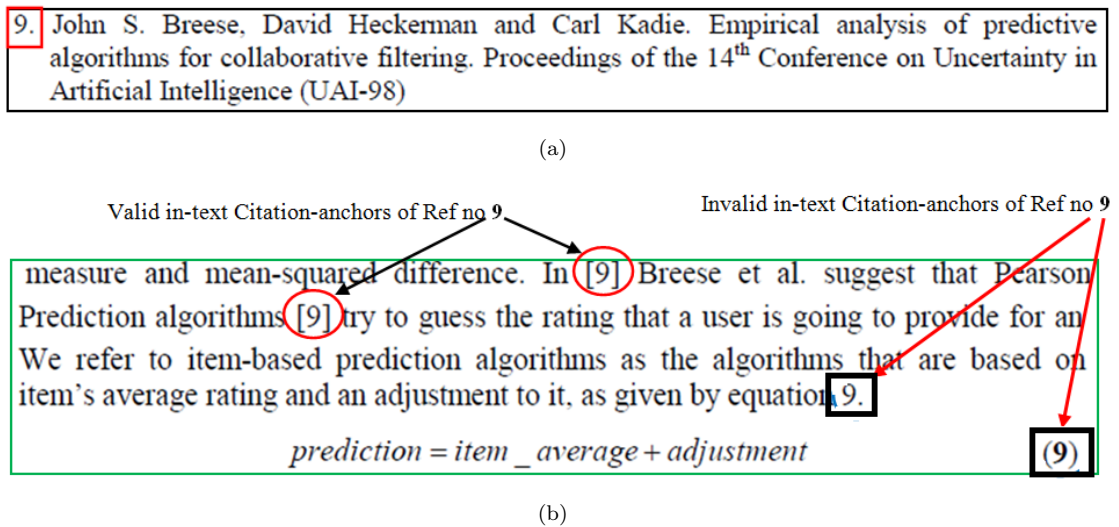 9. John S. Breese, David Heckerman and Carl Kadie. Empirical analysis of predictive
algorithms for collaborative filtering. Proceedings of the 14th Conference on Uncertainty in
Artificial Intelligence (UAI-98)
(a)
Valid in-text Citation-anchors of Ref no 9
Invalid in-text Citation-anchors of Ref no 9
measure and mean-squared difference. In [9] Breese et al. suggest that Pearson
Prediction algorithms [9] try to guess the rating that a user is going to provide for an
We refer to item-based prediction algorithms as the algorithms that are based on
item's average rating and an adjustment to it, as given by equation 9.
prediction = item _ average + adjustment (9)
(b)